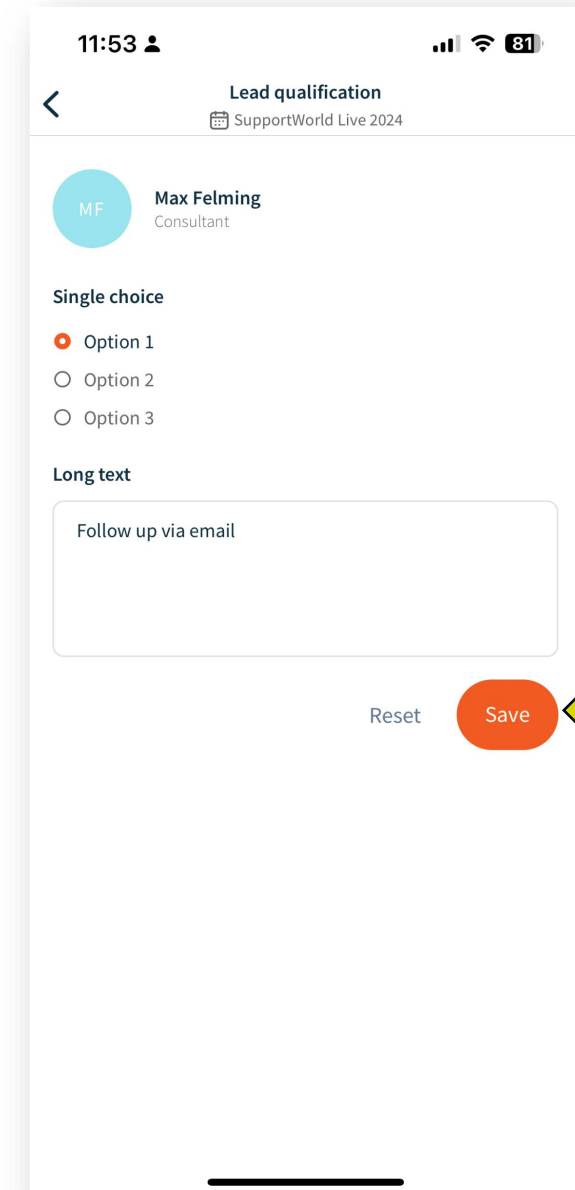 11:53
81
Lead qualification
SupportWorld Live 2024
MF
Max Felming
Consultant
Single choice
Option 1
Option 2
Option 3
Long text
Follow up via email
Reset
Save